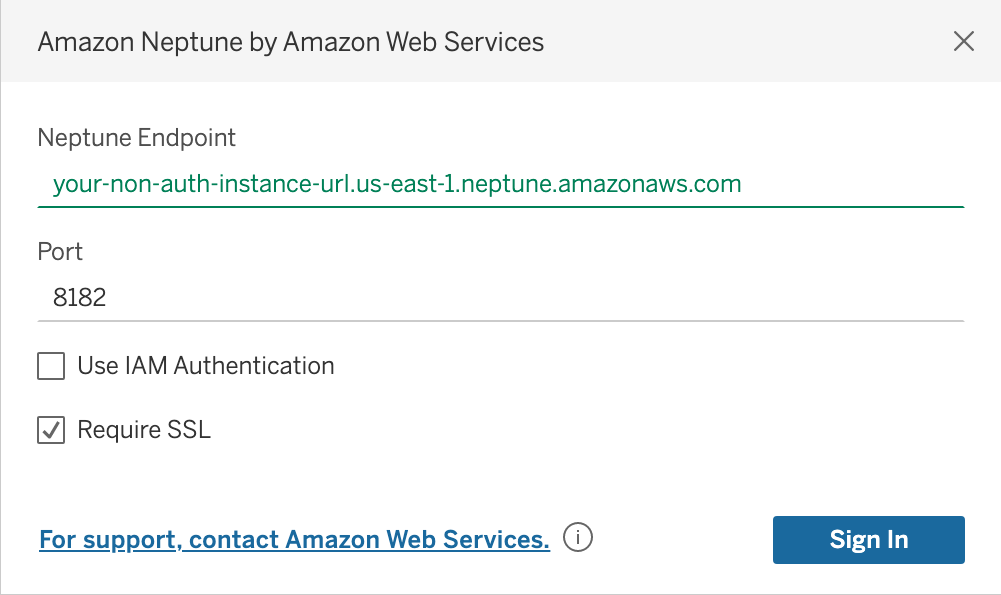 Amazon Neptune by Amazon Web Services
Neptune Endpoint
your-non-auth-instance-url.us-east-1.neptune.amazonaws.com
Port
8182
Use IAM Authentication
Require SSL
For support, contact Amazon Web Services. i
Sign In